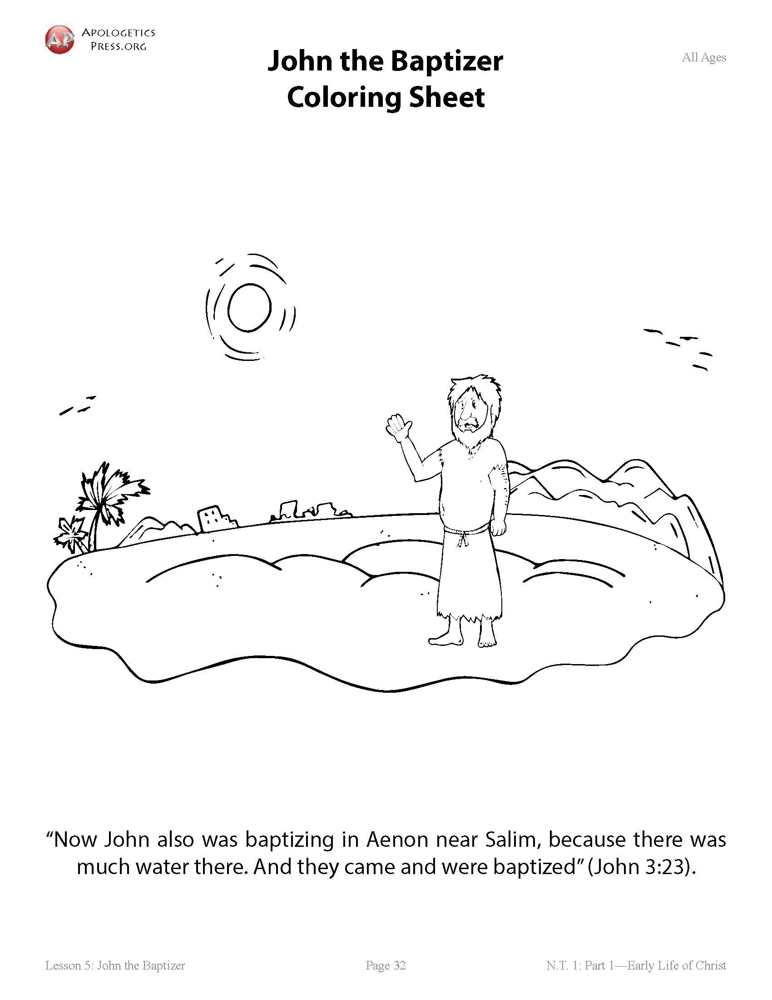 AP
APOLOGETICS
PRESS.ORG
John the Baptizer
Coloring Sheet
All Ages
“Now John also was baptizing in Aenon near Salim, because there was
much water there. And they came and were baptized” (John 3:23).
Lesson 5: John the Baptizer
Page 32
N.T. 1: Part 1—Early Life of Christ